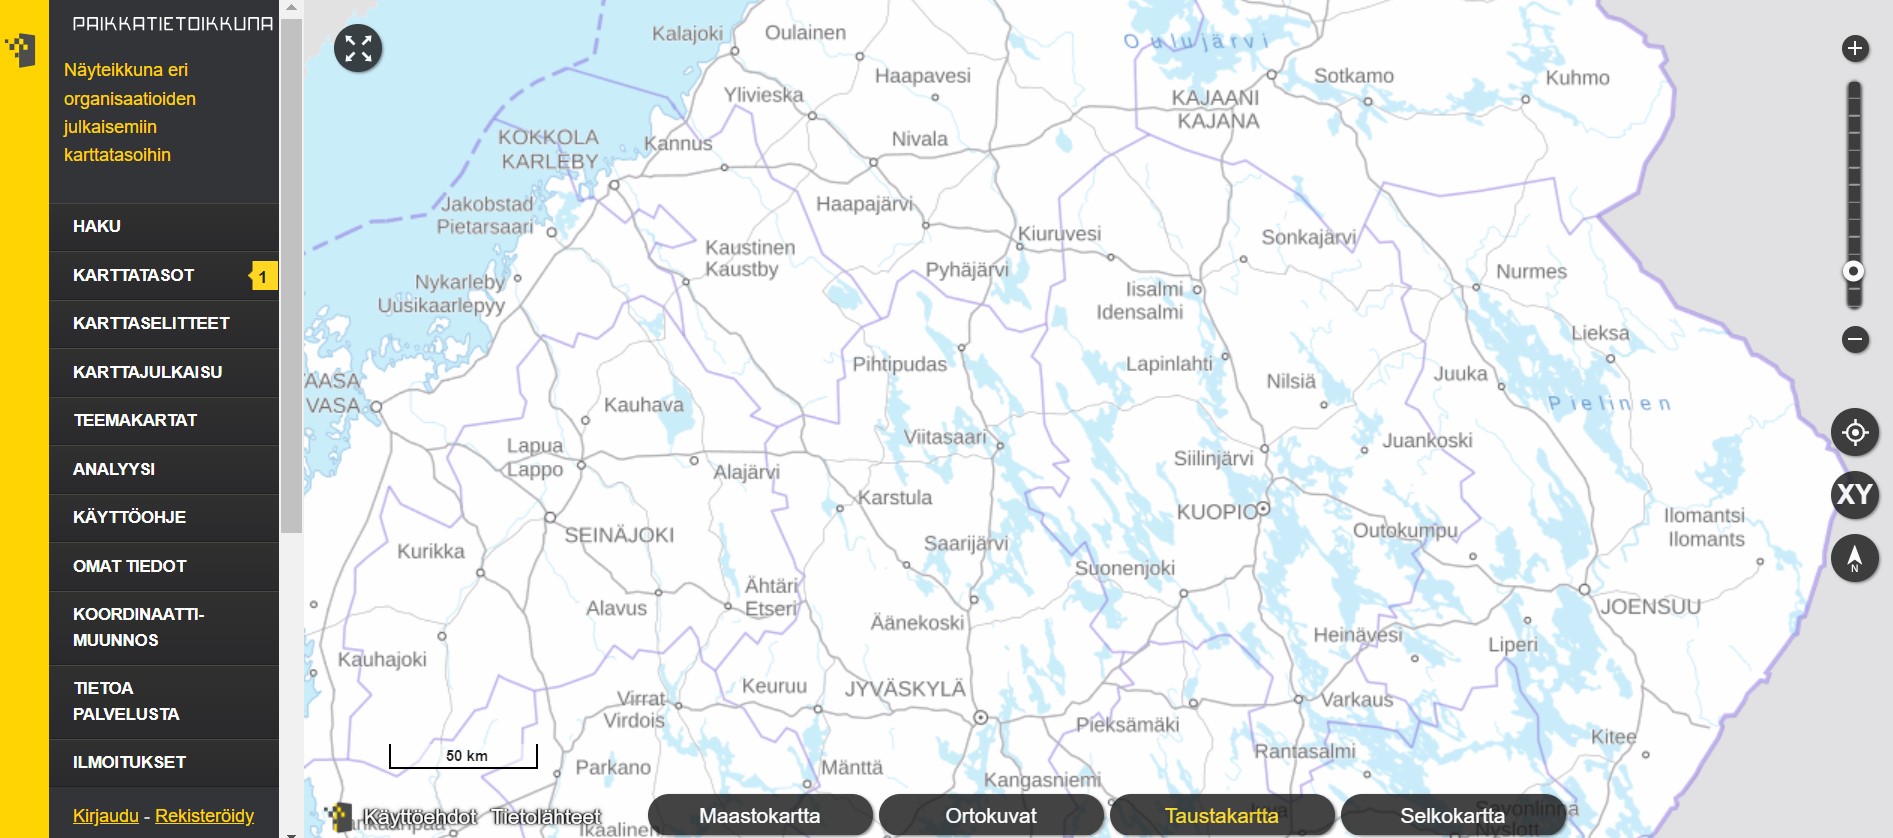 PAIKKATIETOIKKUNA
Näyteikkuna eri
organisaatioiden
julkaisemiin
karttatasoihin
HAKU
KARTTATASOT 1
KARTTASELITTEET
KARTTAJULKAISU
TEEMAKARTAT
ANALYYSI
KÄYTTÖOHJE
OMAT TIEDOT
KOORDINAATTI-
MUUNNOS
TIETOA
PALVELUSTA
ILMOITUKSET
Kirjaudu - Rekisteröidy
Kalajoki
Oulainen
Oulujärvi
Haapavesi
Sotkamo
Kuhmo
Ylivieska
KAJAANI
KAJANA
KOKKOLA
KARLEBY
Kannus
Nivala
Jakobstad
Pietarsaari
Haapajärvi
Kaustinen
Kaustby
Kiuruvesi
Sonkajärvi
Pyhäjärvi
Nurmes
Nykarleby
Uusikaarlepyy
Iisalmi
Idensalmi
Lieksa
Pihtipudas
Lapinlahti
Nilsiä
Juuka
AASA
VASA
Kauhava
Pielinen
Lapua
Lappo
Viitasaari
Juankoski
Alajärvi
Siilinjärvi
Karstula
KUOPIO
SEINÄJOKI
Outokumpu
Ilomantsi
Ilomants
Kurikka
Saarijärvi
Suonenjoki
Alavus
Ähtäri
Etseri
Äänekoski
JOENSUU
Heinävesi
Liperi
Kauhajoki
Virrat
Virdois
Keuruu
JYVÄSKYLÄ
Varkaus
Pieksämäki
Rantasalmi
Kitee
Parkano
Mänttä
Kangasniemi
50 km
XY
N
Käyttöehdot Tietolähteet
Maastokartta
Ortokuvat
Taustakartta
Selkokartta
Savonlinna
Nyslott
Ikaalinen